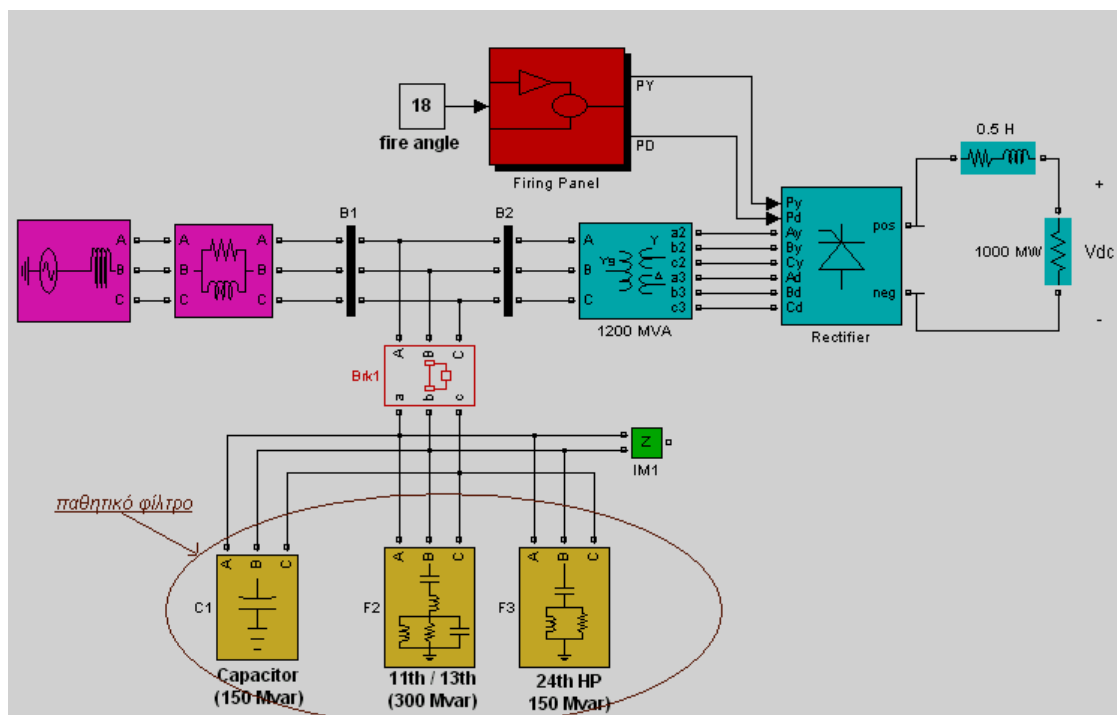 18
fire angle
PY
PD
Firing Panel
0.5 H
+
1000 MW
Vdc
-
B1
B2
A
B
C
A
B
C
A
B
C
A
B
C
Yg
Y
Δ
a2
b2
c2
a3
b3
c3
1200 MVA
Py
Pd
Ay
By
Cy
Ad
Bd
Cd
pos
neg
Rectifier
A
B
C
Brk1
a
b
c
Z
IM1
παθητικό φίλτρο
A
B
C
A
B
C
A
B
C
C1
F2
F3
Capacitor
(150 Mvar)
11th / 13th
(300 Mvar)
24th HP
150 Mvar)